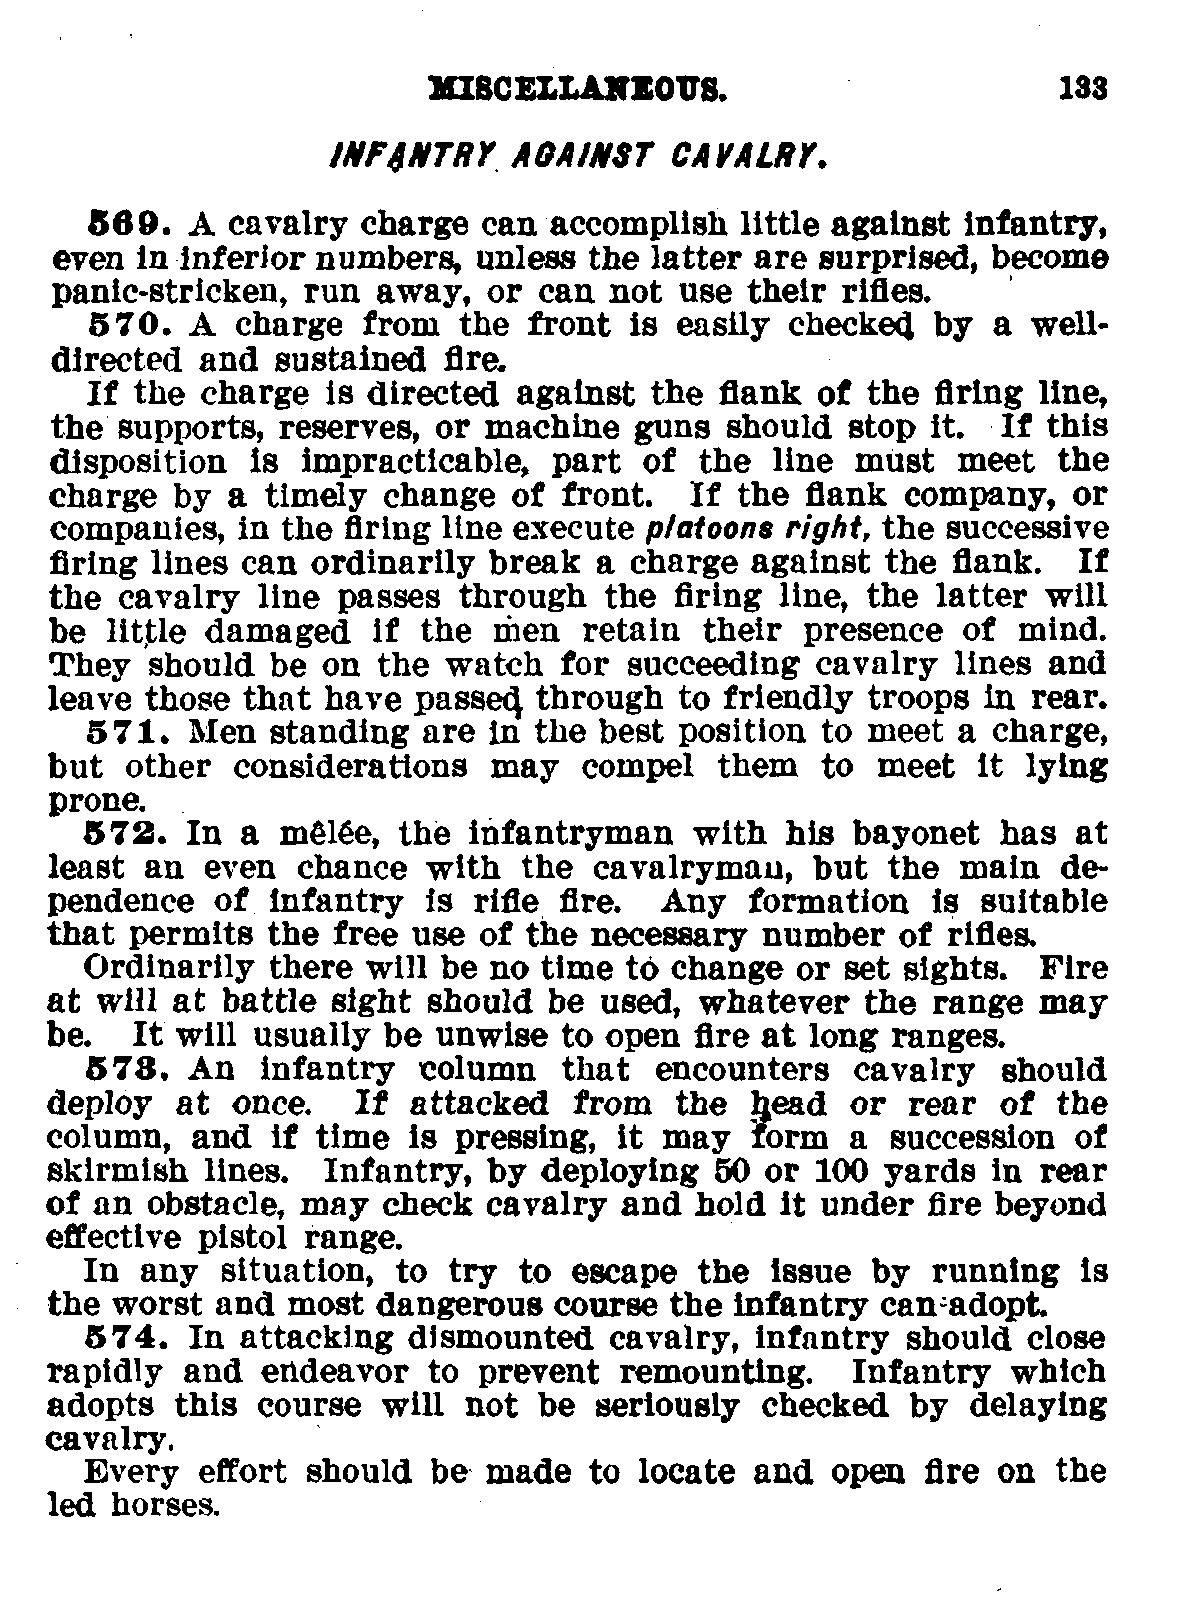 MISCELLANEOUS. 133
INFANTRY AGAINST CAVALRY.
569. A cavalry charge can accomplish little against infantry,
even in inferior numbers, unless the latter are surprised, become
panic-stricken, run away, or can not use their rifles.
570. A charge from the front is easily checked by a well-
directed and sustained fire.
If the charge is directed against the flank of the firing line,
the supports, reserves, or machine guns should stop it. If this
disposition is impracticable, part of the line must meet the
charge by a timely change of front. If the flank company, or
companies, in the firing line execute platoons right, the successive
firing lines can ordinarily break a charge against the flank. If
the cavalry line passes through the firing line, the latter will
be little damaged if the men retain their presence of mind.
They should be on the watch for succeeding cavalry lines and
leave those that have passed through to friendly troops in rear.
571. Men standing are in the best position to meet a charge,
but other considerations may compel them to meet it lying
prone.
572. In a mêlée, the infantryman with his bayonet has at
least an even chance with the cavalryman, but the main de-
pendence of infantry is rifle fire. Any formation is suitable
that permits the free use of the necessary number of rifles.
Ordinarily there will be no time to change or set sights. Fire
at will at battle sight should be used, whatever the range may
be. It will usually be unwise to open fire at long ranges.
573. An infantry column that encounters cavalry should
deploy at once. If attacked from the head or rear of the
column, and if time is pressing, it may form a succession of
skirmish lines. Infantry, by deploying 50 or 100 yards in rear
of an obstacle, may check cavalry and hold it under fire beyond
effective pistol range.
In any situation, to try to escape the issue by running is
the worst and most dangerous course the infantry can adopt.
574. In attacking dismounted cavalry, infantry should close
rapidly and endeavor to prevent remounting. Infantry which
adopts this course will not be seriously checked by delaying
cavalry.
Every effort should be made to locate and open fire on the
led horses.